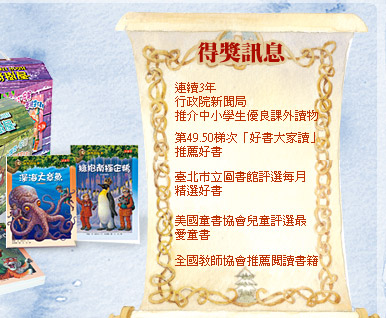 得獎訊息
連續3年
行政院新聞局
推介中小學生優良課外讀物
第49.50梯次「好書大家讀」
推薦好書
臺北市立圖書館評選每月
精選好書
美國童書協會兒童評選最
愛童書
全國教師協會推薦閱讀書籍
深海大章魚
擁抱南極企鵝